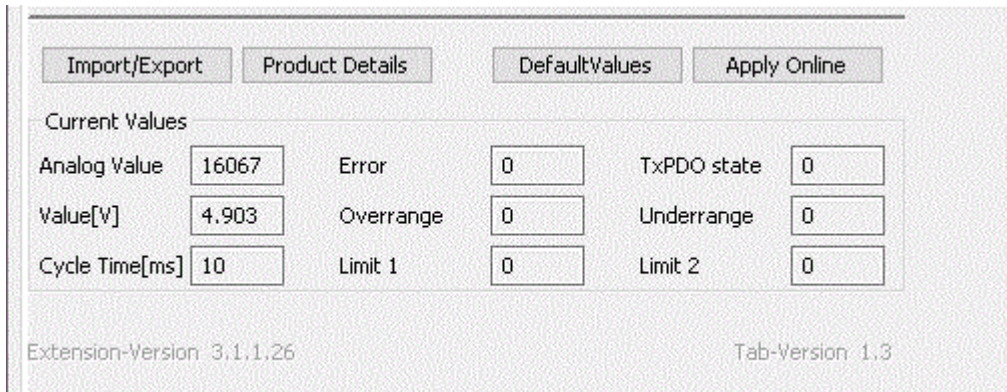 Import/Export Product Details DefaultValues Apply Online
Current Values
Analog Value 16067 Error 0 TxPDO state 0
Value[V] 4.903 Overrange 0 Underrange 0
Cycle Time[ms] 10 Limit 1 0 Limit 2 0
Extension-Version 3.1.1.26 Tab-Version 1.3